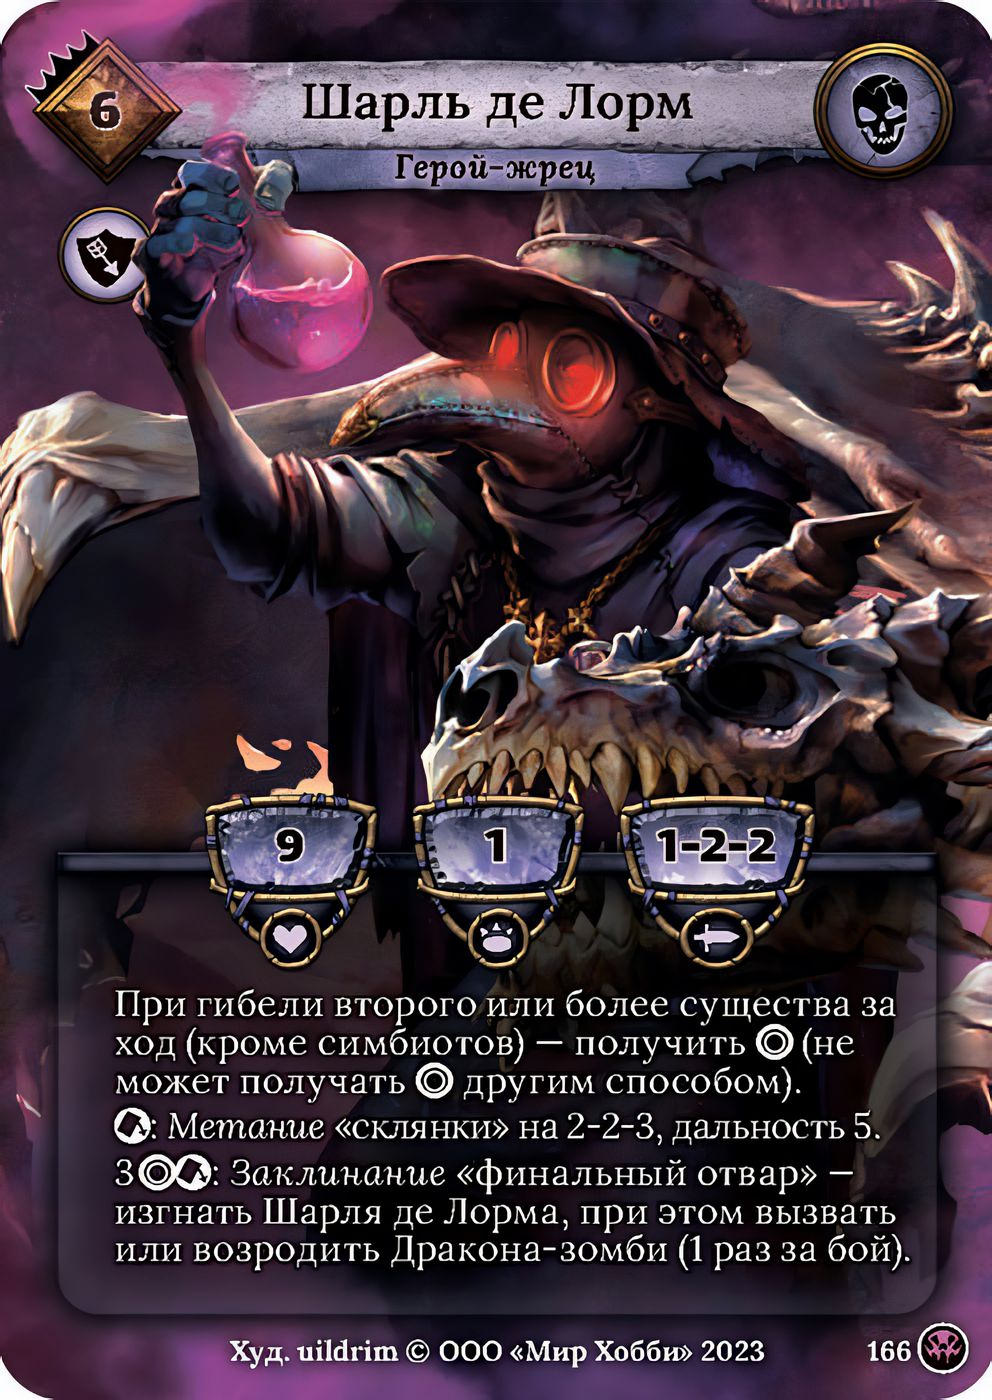 6
Шарль де Лорм
Герой-жрец
9
1
1-2-2
При гибели второго или более существа за
ход (кроме симбиотов) — получить (не
может получать другим способом).
: Метание «склянки» на 2-2-3, дальность 5.
3 : Заклинание «финальный отвар» —
изгнать Шарля де Лорма, при этом вызвать
или возродить Дракона-зомби (1 раз за бой).
Худ. uildrim © ООО «Мир Хобби» 2023
166